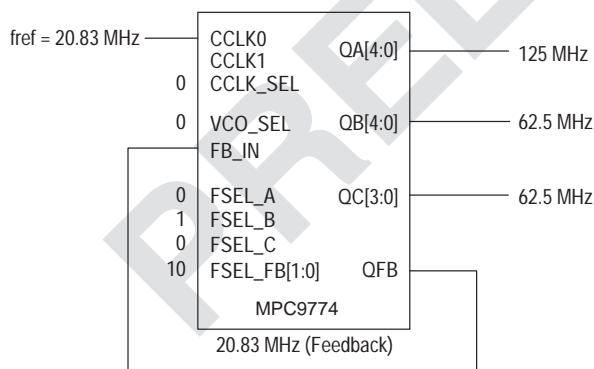 fref = 20.83 MHz
CCLK0
CCLK1
0 CCLK_SEL
0 VCO_SEL
FB_IN
0 FSEL_A
1 FSEL_B
0 FSEL_C
10 FSEL_FB[1:0]
QA[4:0] 125 MHz
QB[4:0] 62.5 MHz
QC[3:0] 62.5 MHz
QFB
MPC9774
20.83 MHz (Feedback)
PREL